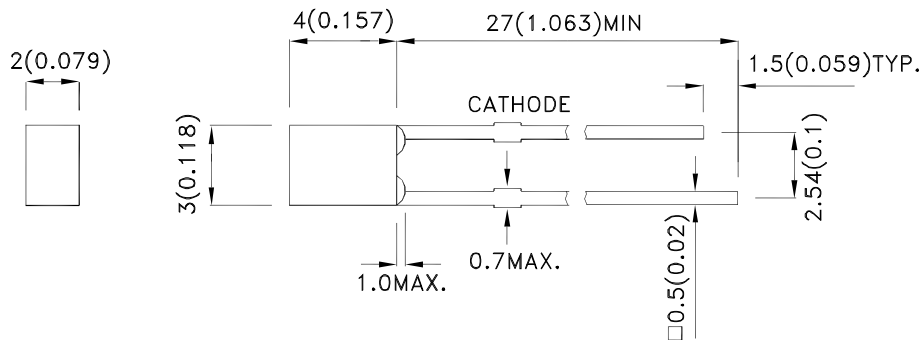 4(0.157)
27(1.063)MIN
2(0.079)
1.5(0.059)TYP.
CATHODE
3(0.118)
2.54(0.1)
0.7MAX.
1.0MAX.
□0.5(0.02)